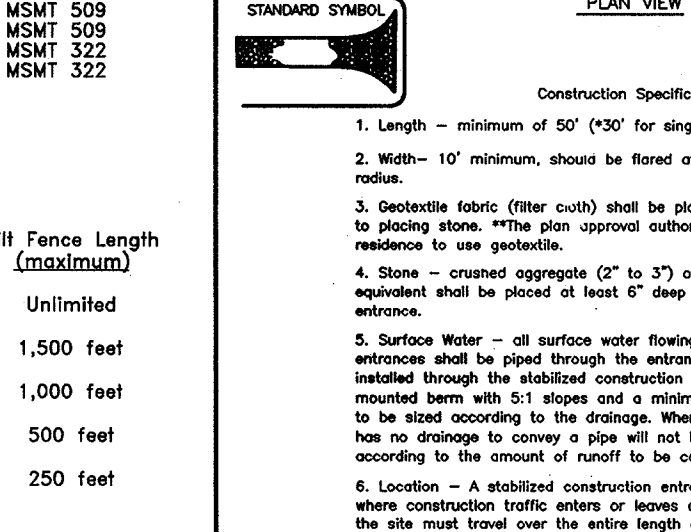 MSMT 509
MSMT 509
MSMT 322
MSMT 322
ilt Fence Length
(maximum)
Unlimited
1,500 feet
1,000 feet
500 feet
250 feet
STANDARD SYMBOL
PLAN VIEW
Construction Specific
1. Length – minimum of 50' (*30' for sing
2. Width– 10' minimum, should be flared a
radius.
3. Geotextile fabric (filter cloth) shall be pla
to placing stone. **The plan approval author
residence to use geotextile.
4. Stone – crushed aggregate (2" to 3") o
equivalent shall be placed at least 6" deep
entrance.
5. Surface Water – all surface water flowing
entrances shall be piped through the entran
installed through the stabilized construction
mounted berm with 5:1 slopes and a minim
to be sized according to the drainage. Whe
has no drainage to convey a pipe will not
according to the amount of runoff to be c
6. Location – A stabilized construction entr
where construction traffic enters or leaves
the site must travel over the entire length